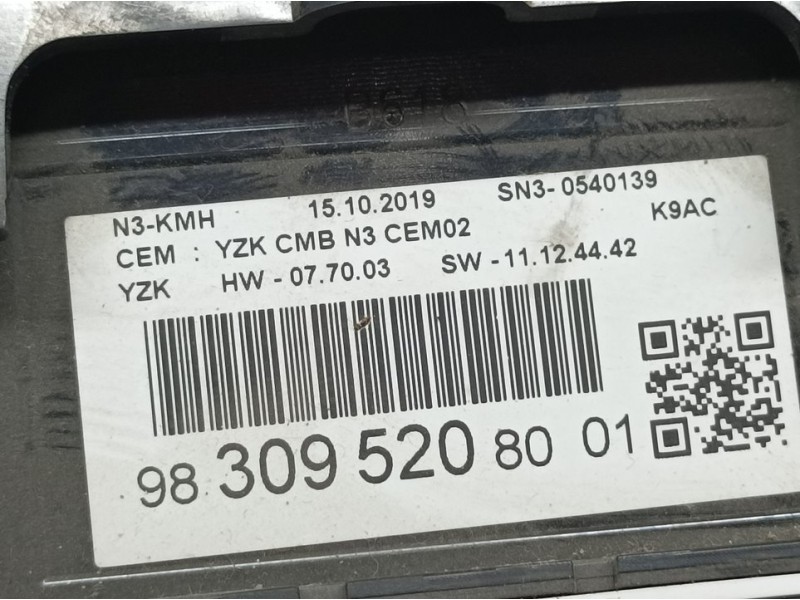 N3-KMH 15.10.2019 SN3- 0540139
CEM : YZK CMB N3 CEM02 K9AC
YZK HW - 07.70.03 SW - 11.12.44.42
98 309 520 80 01